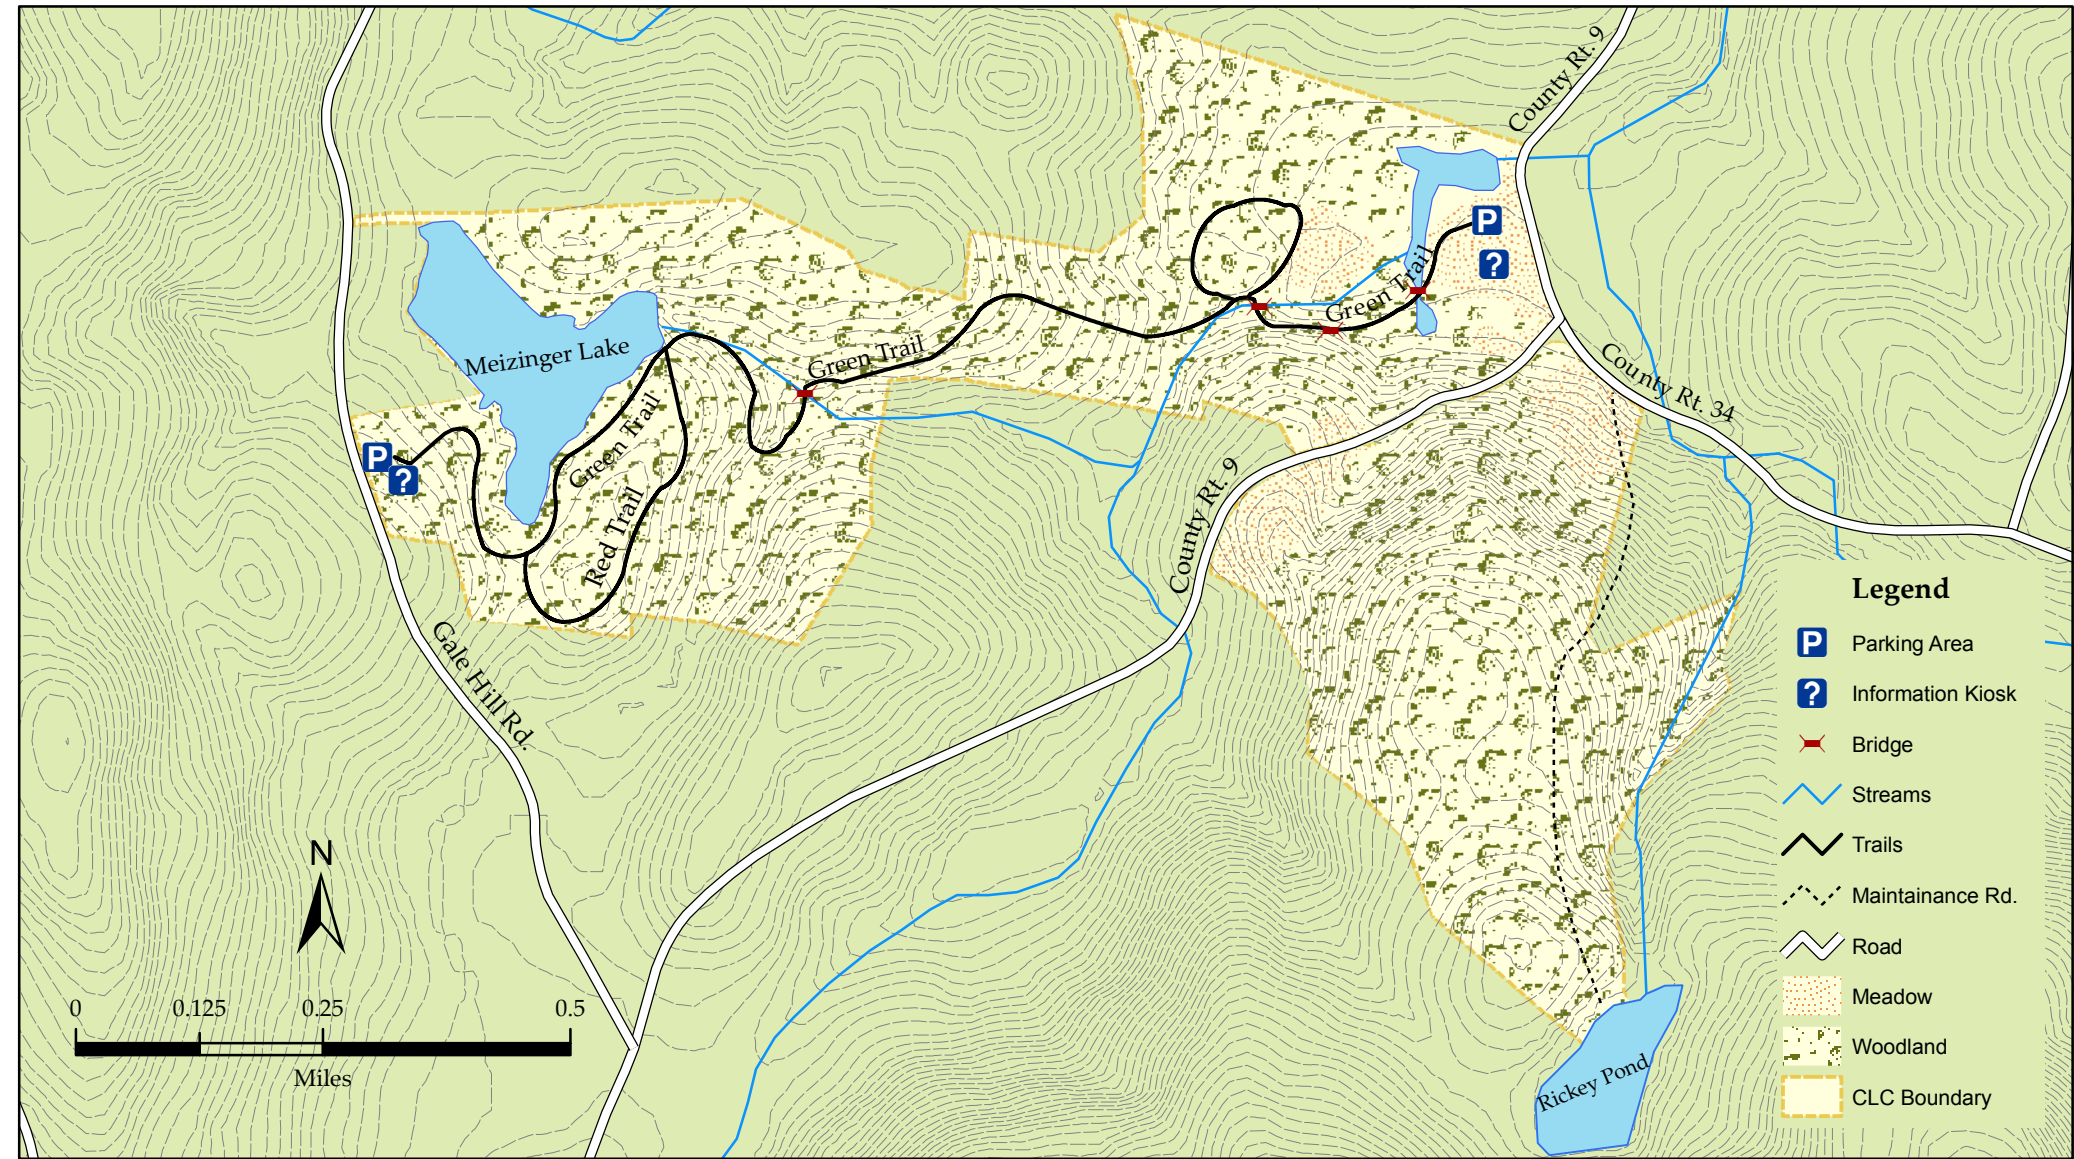 County Rt. 9
P
?
Green Trail
Meizinger Lake
Green Trail
County Rt. 34
Green Trail
P
?
County Rt. 9
Red Trail
Gale Hill Rd.
N
0 0.125 0.25 0.5
Miles
Rickey Pond
Legend
P Parking Area
? Information Kiosk
Bridge
Streams
Trails
Maintainance Rd.
Road
Meadow
Woodland
CLC Boundary